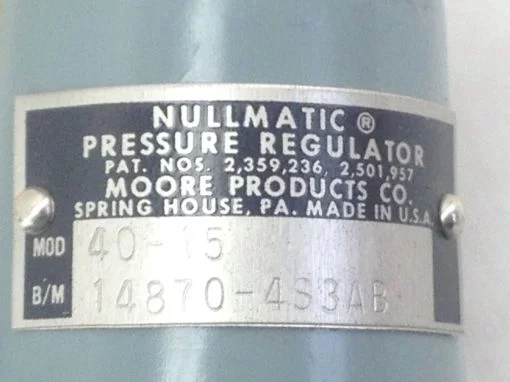 NULLMATIC ®
PRESSURE REGULATOR
PAT. NOS. 2,359,236, 2,501,957
MOORE PRODUCTS CO.
SPRING HOUSE, PA. MADE IN U.S.A.
MOD 40-15
B/M 14870-4S3AB